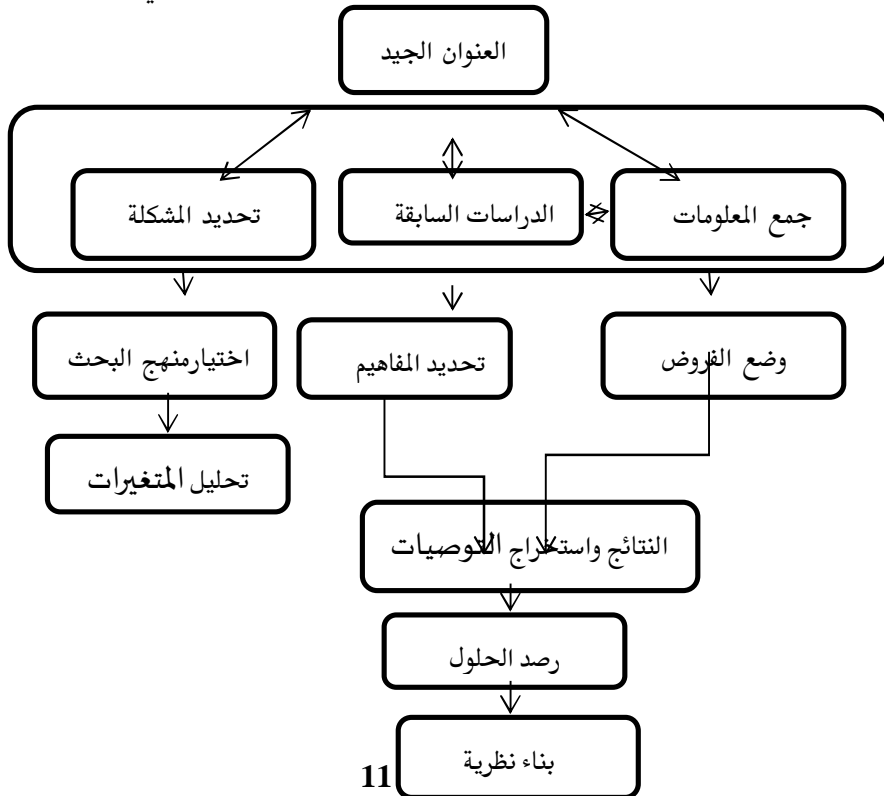 العنوان الجيد
جمع المعلومات
الدراسات السابقة
تحديد المشكلة
وضع الفروض
تحديد المفاهيم
اختيارمنهج البحث
تحليل المتغيرات
النتائج واستخراج التوصيات
رصد الحلول
بناء نظرية
11